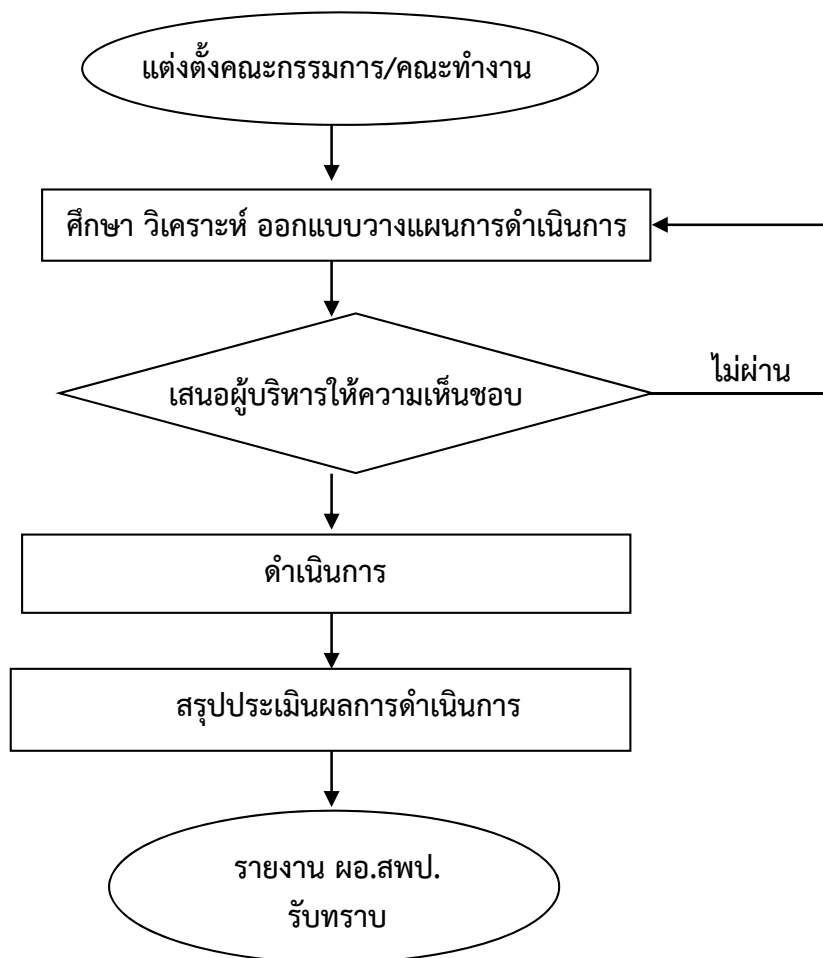 แต่งตั้งคณะกรรมการ/คณะทำงาน
ศึกษา วิเคราะห์ ออกแบบวางแผนการดำเนินการ
เสนอผู้บริหารให้ความเห็นชอบ
ไม่ผ่าน
ดำเนินการ
สรุปประเมินผลการดำเนินการ
รายงาน ผอ.สพป.
รับทราบ